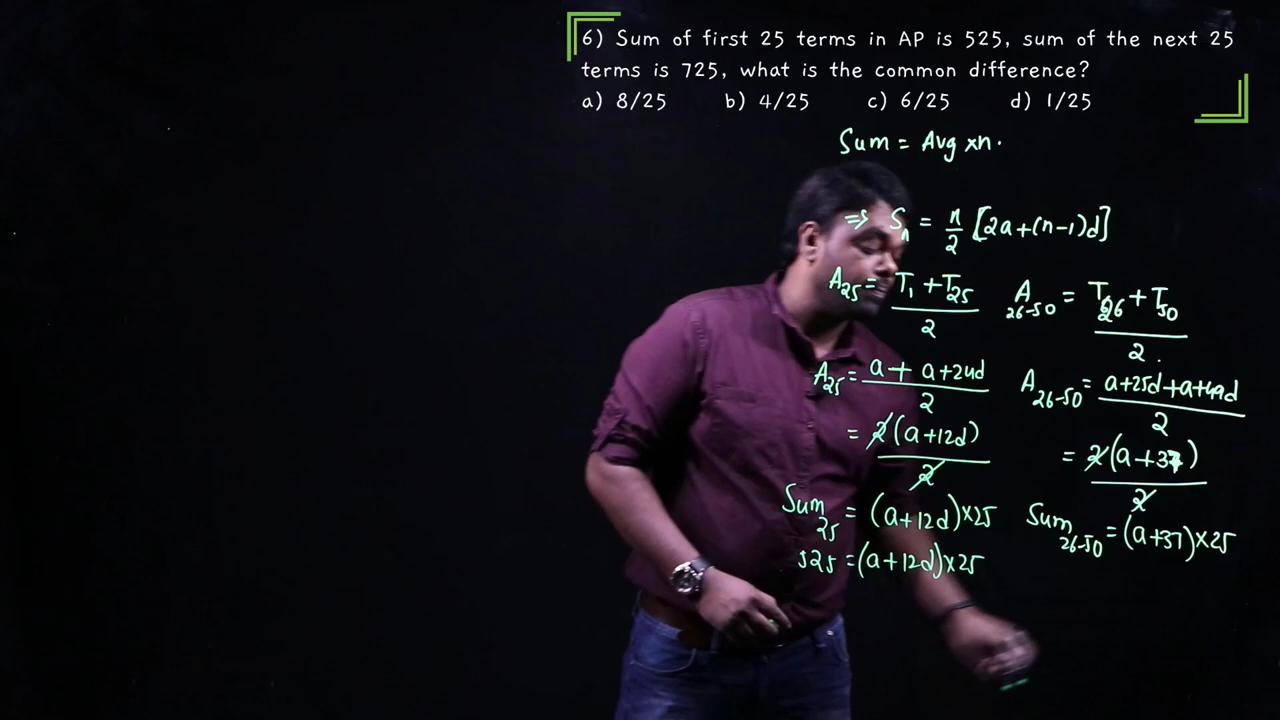 6) Sum of first 25 terms in AP is 525, sum of the next 25
terms is 725, what is the common difference?
a) 8/25 b) 4/25 c) 6/25 d) 1/25
Sum = Avg xn.
⇒ Sn = n/2 [2a+(n-1)d]
A25 = T1 + T25 / 2
A26-50 = T26 + T50 / 2.
A25 = a + a+24d / 2
A26-50 = a+25d+a+49d / 2
= 2(a+12d) / 2
= 2(a+37) / 2
Sum25 = (a+12d)×25
Sum26-50 = (a+37)×25
525 = (a+12d)×25